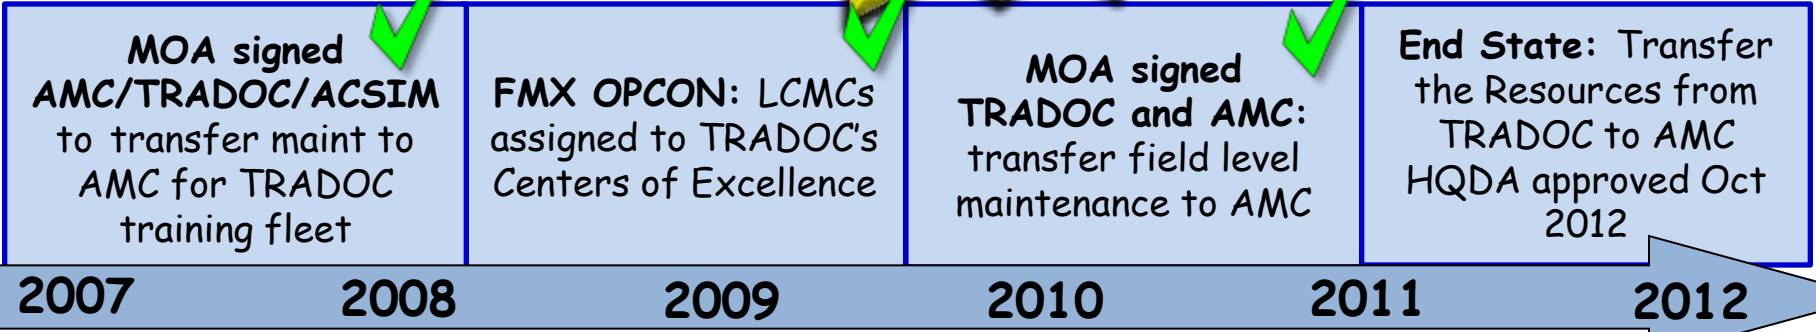 MOA signed
AMC/TRADOC/ACSIM
to transfer maint to
AMC for TRADOC
training fleet
FMX OPCON: LCMCs
assigned to TRADOC's
Centers of Excellence
MOA signed
TRADOC and AMC:
transfer field level
maintenance to AMC
End State: Transfer
the Resources from
TRADOC to AMC
HQDA approved Oct
2012
2007 2008 2009 2010 2011 2012